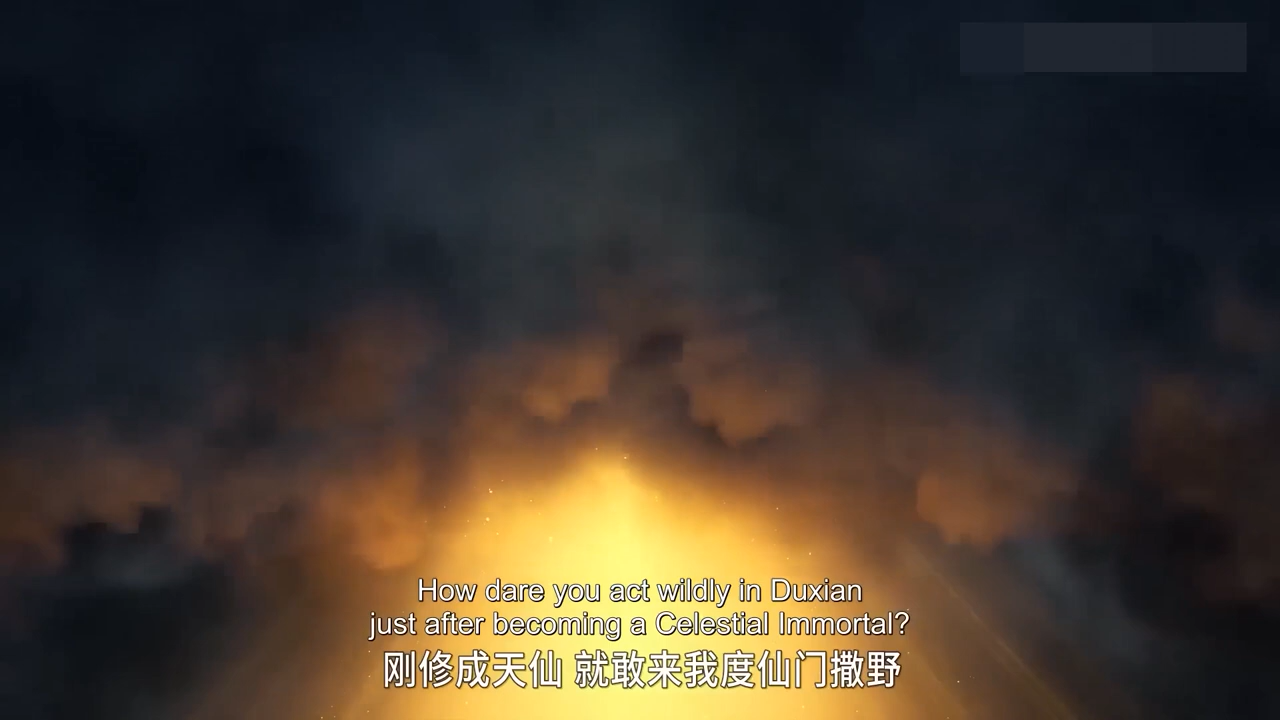 How dare you act wildly in Duxian
just after becoming a Celestial Immortal?
刚修成天仙 就敢来我度仙门撒野